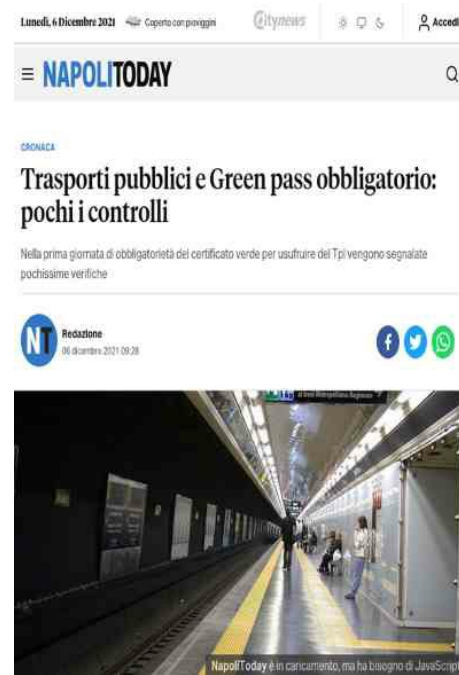 Lunedì, 6 Dicembre 2021 Coperto con pioviggini citynews Accedi
NAPOLITODAY
CRONACA
Trasporti pubblici e Green pass obbligatorio:
pochi i controlli
Nella prima giornata di obbligatorietà del certificato verde per usufruire del Tpl vengono segnalate
pochissime verifiche
NT
Redazione
06 dicembre 2021 09:28
NapoliToday è in caricamento, ma ha bisogno di JavaScript